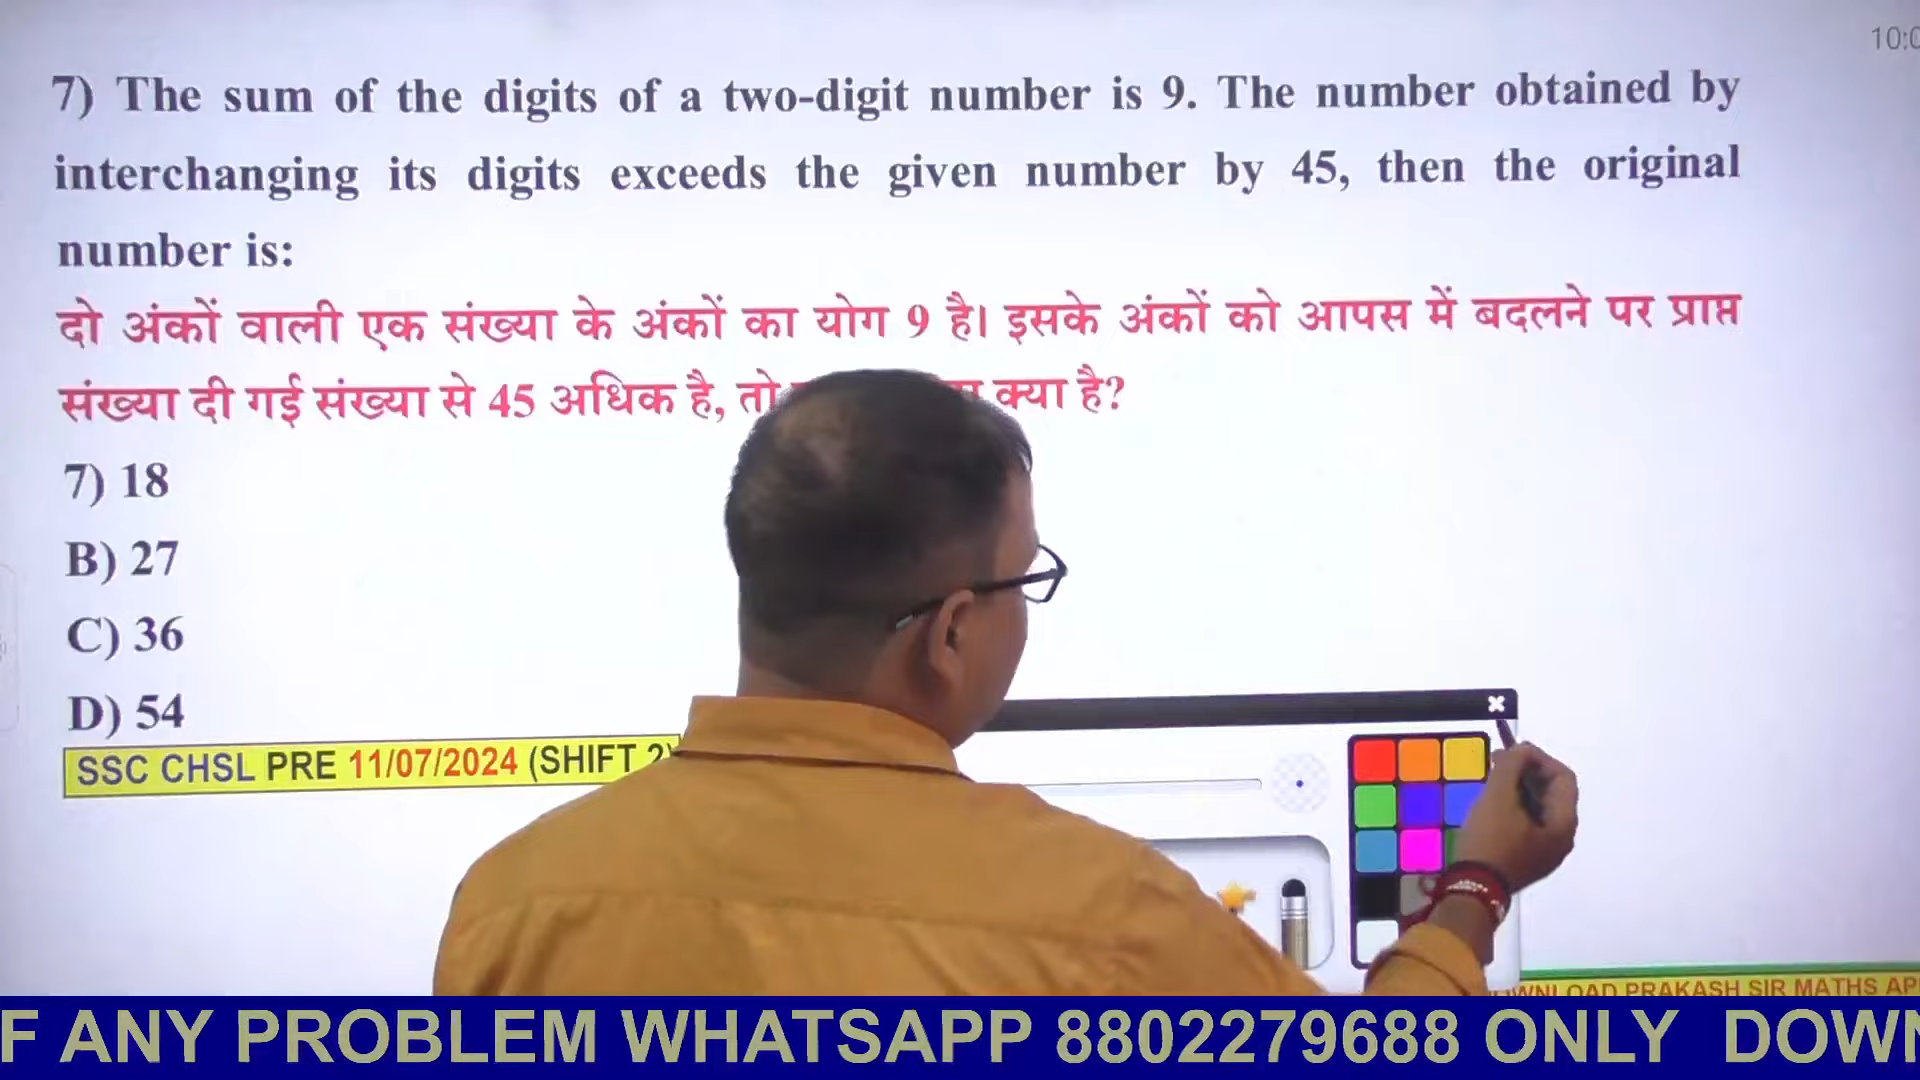 10:0
7) The sum of the digits of a two-digit number is 9. The number obtained by
interchanging its digits exceeds the given number by 45, then the original
number is:
दो अंकों वाली एक संख्या के अंकों का योग 9 है। इसके अंकों को आपस में बदलने पर प्राप्त
संख्या दी गई संख्या से 45 अधिक है, तो क्या है?
7) 18
B) 27
C) 36
D) 54
SSC CHSL PRE 11/07/2024 (SHIFT 2)
OWNLOAD PRAKASH SIR MATHS AP
F ANY PROBLEM WHATSAPP 8802279688 ONLY DOWN